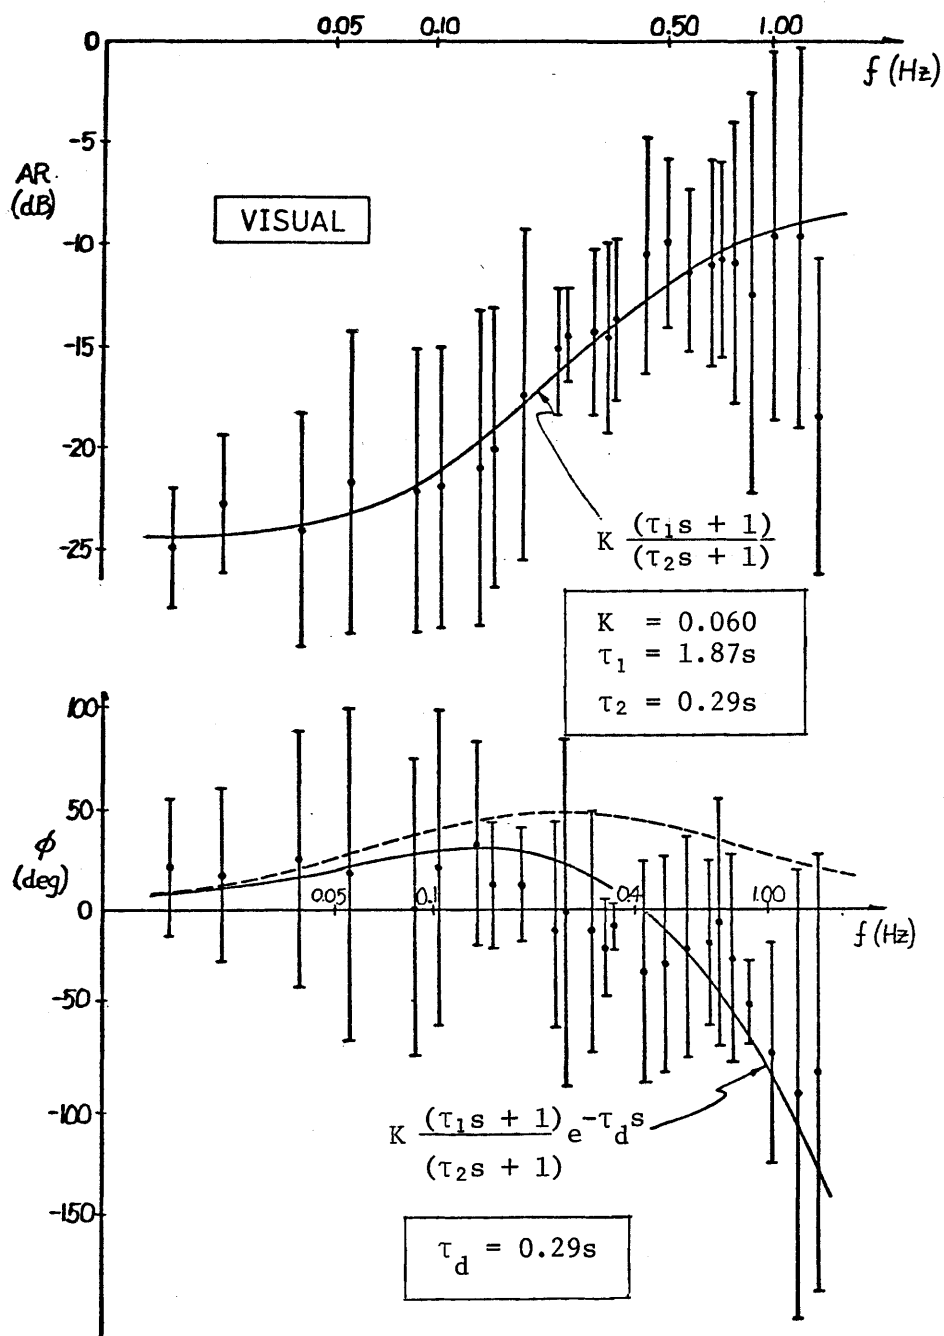 0.05 0.10 0.50 1.00
0
f (Hz)
-5
AR
(dB)
VISUAL
-10
-15
-20
-25
K (τ₁s + 1)
(τ₂s + 1)
K = 0.060
τ₁ = 1.87s
τ₂ = 0.29s
100
50
ϕ
(deg)
0.05 0.1 0.4 1.00
0
f (Hz)
-50
-100
K (τ₁s + 1) e^-τ_d s
(τ₂s + 1)
-150
τ_d = 0.29s